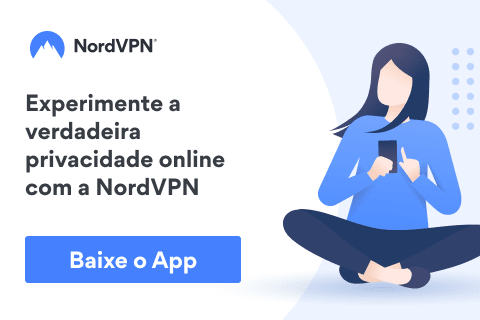 NordVPN®
Experimente a
verdadeira
privacidade online
com a NordVPN
Baixe o App